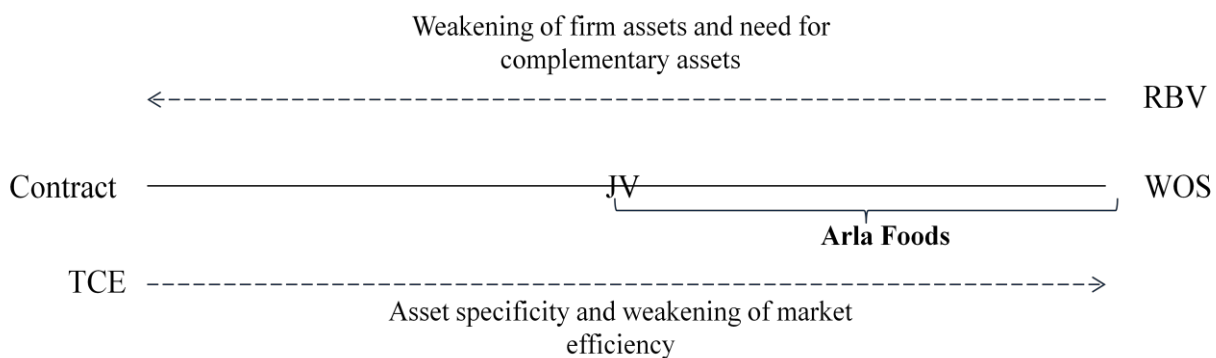 Weakening of firm assets and need for
complementary assets
RBV
Contract
JV
WOS
Arla Foods
TCE
Asset specificity and weakening of market
efficiency